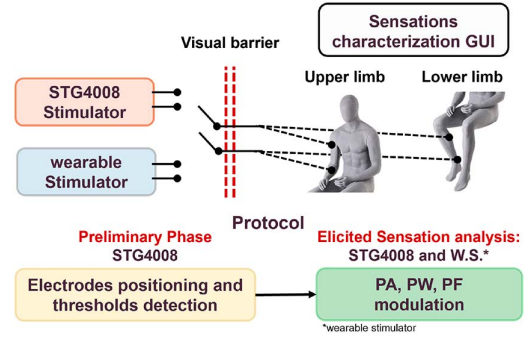 Sensations
characterization GUI
Visual barrier
Upper limb
Lower limb
STG4008
Stimulator
wearable
Stimulator
Protocol
Preliminary Phase
STG4008
Elicited Sensation analysis:
STG4008 and W.S.*
Electrodes positioning and
thresholds detection
PA, PW, PF
modulation
*wearable stimulator